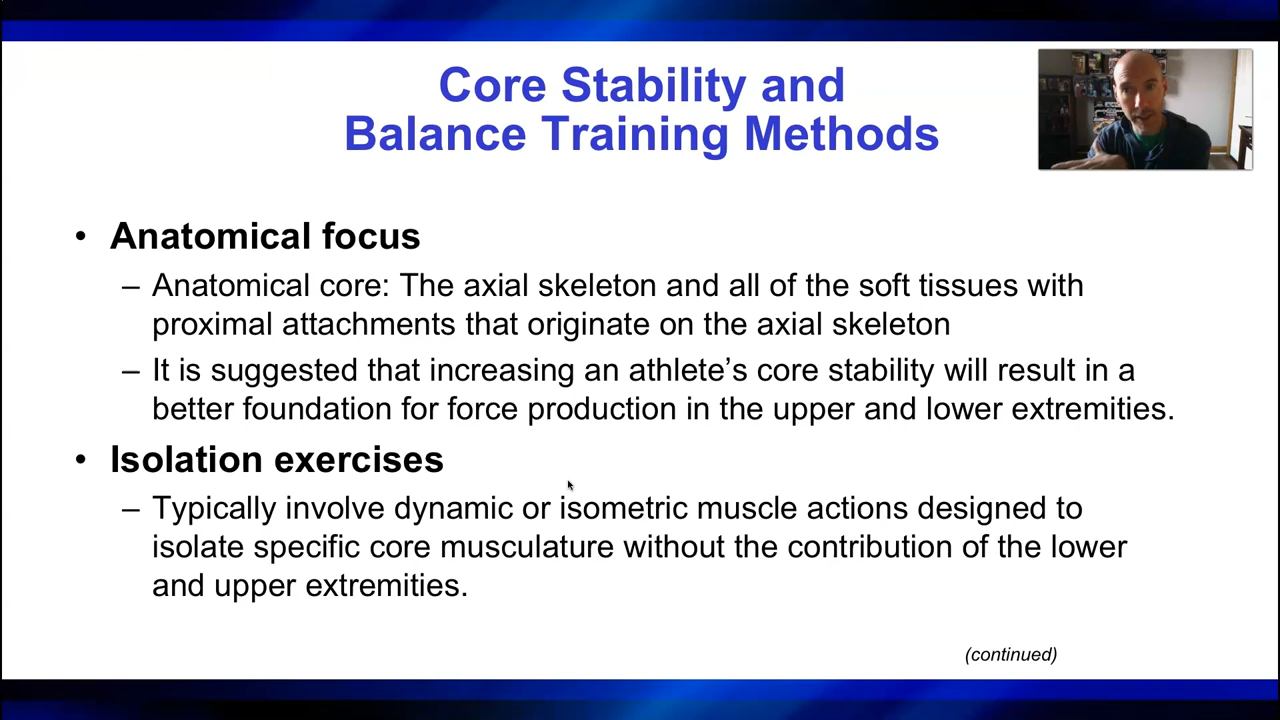 Core Stability and
Balance Training Methods
• Anatomical focus
– Anatomical core: The axial skeleton and all of the soft tissues with
proximal attachments that originate on the axial skeleton
– It is suggested that increasing an athlete’s core stability will result in a
better foundation for force production in the upper and lower extremities.
• Isolation exercises
– Typically involve dynamic or isometric muscle actions designed to
isolate specific core musculature without the contribution of the lower
and upper extremities.
(continued)